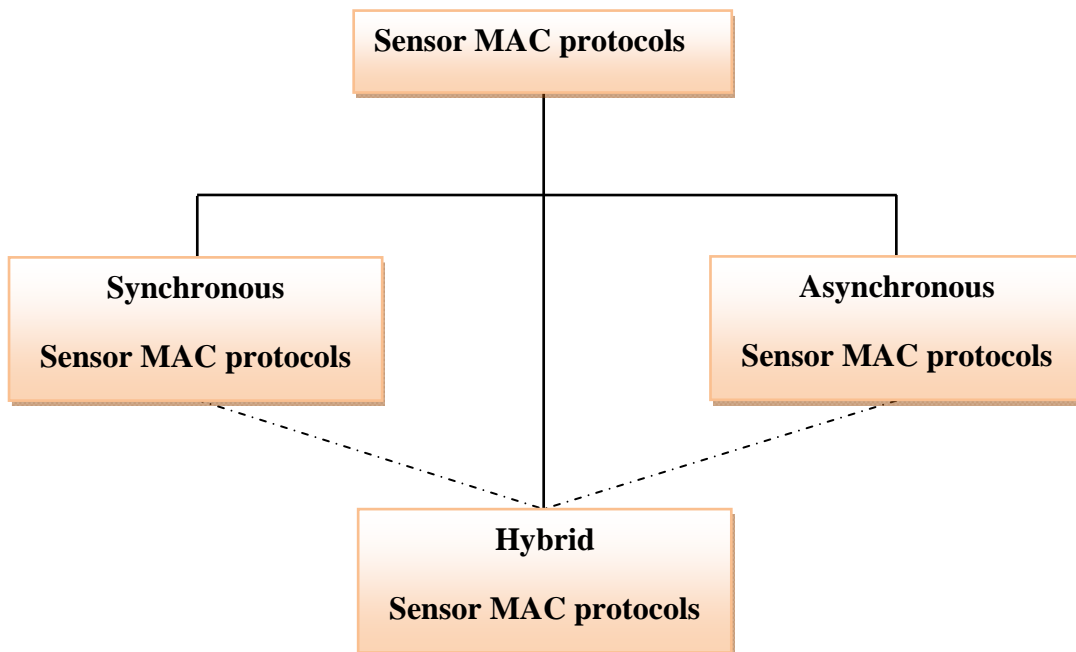 Sensor MAC protocols
Synchronous
Sensor MAC protocols
Asynchronous
Sensor MAC protocols
Hybrid
Sensor MAC protocols